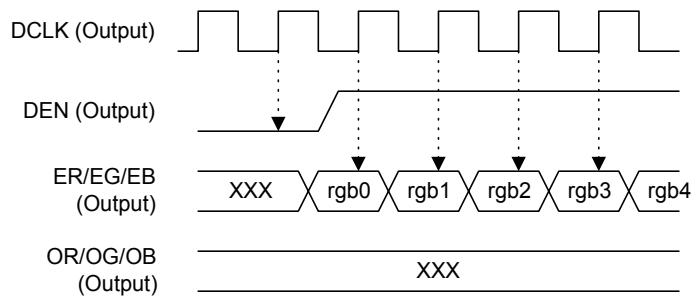 DCLK (Output)
DEN (Output)
ER/EG/EB
(Output)
XXX rgb0 rgb1 rgb2 rgb3 rgb4
OR/OG/OB
(Output)
XXX